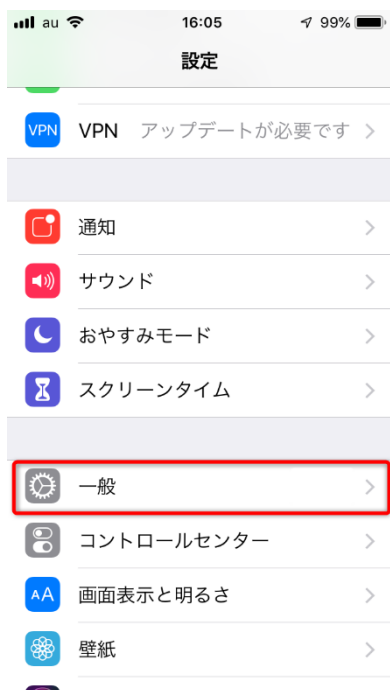 au 16:05 99%
設定
VPN VPN アップデートが必要です
通知
サウンド
おやすみモード
スクリーンタイム
一般
コントロールセンター
AA 画面表示と明るさ
壁紙